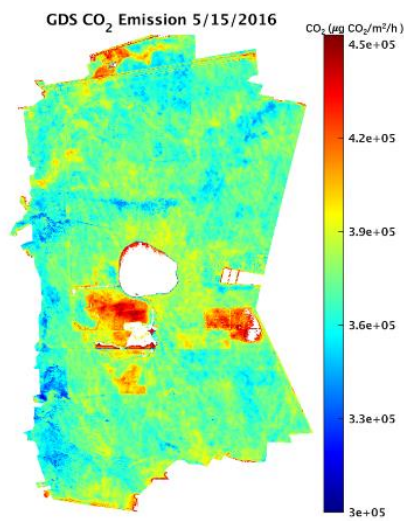 GDS CO₂ Emission 5/15/2016
CO₂ (μg CO₂/m²/h)
4.5e+05
4.2e+05
3.9e+05
3.6e+05
3.3e+05
3e+05